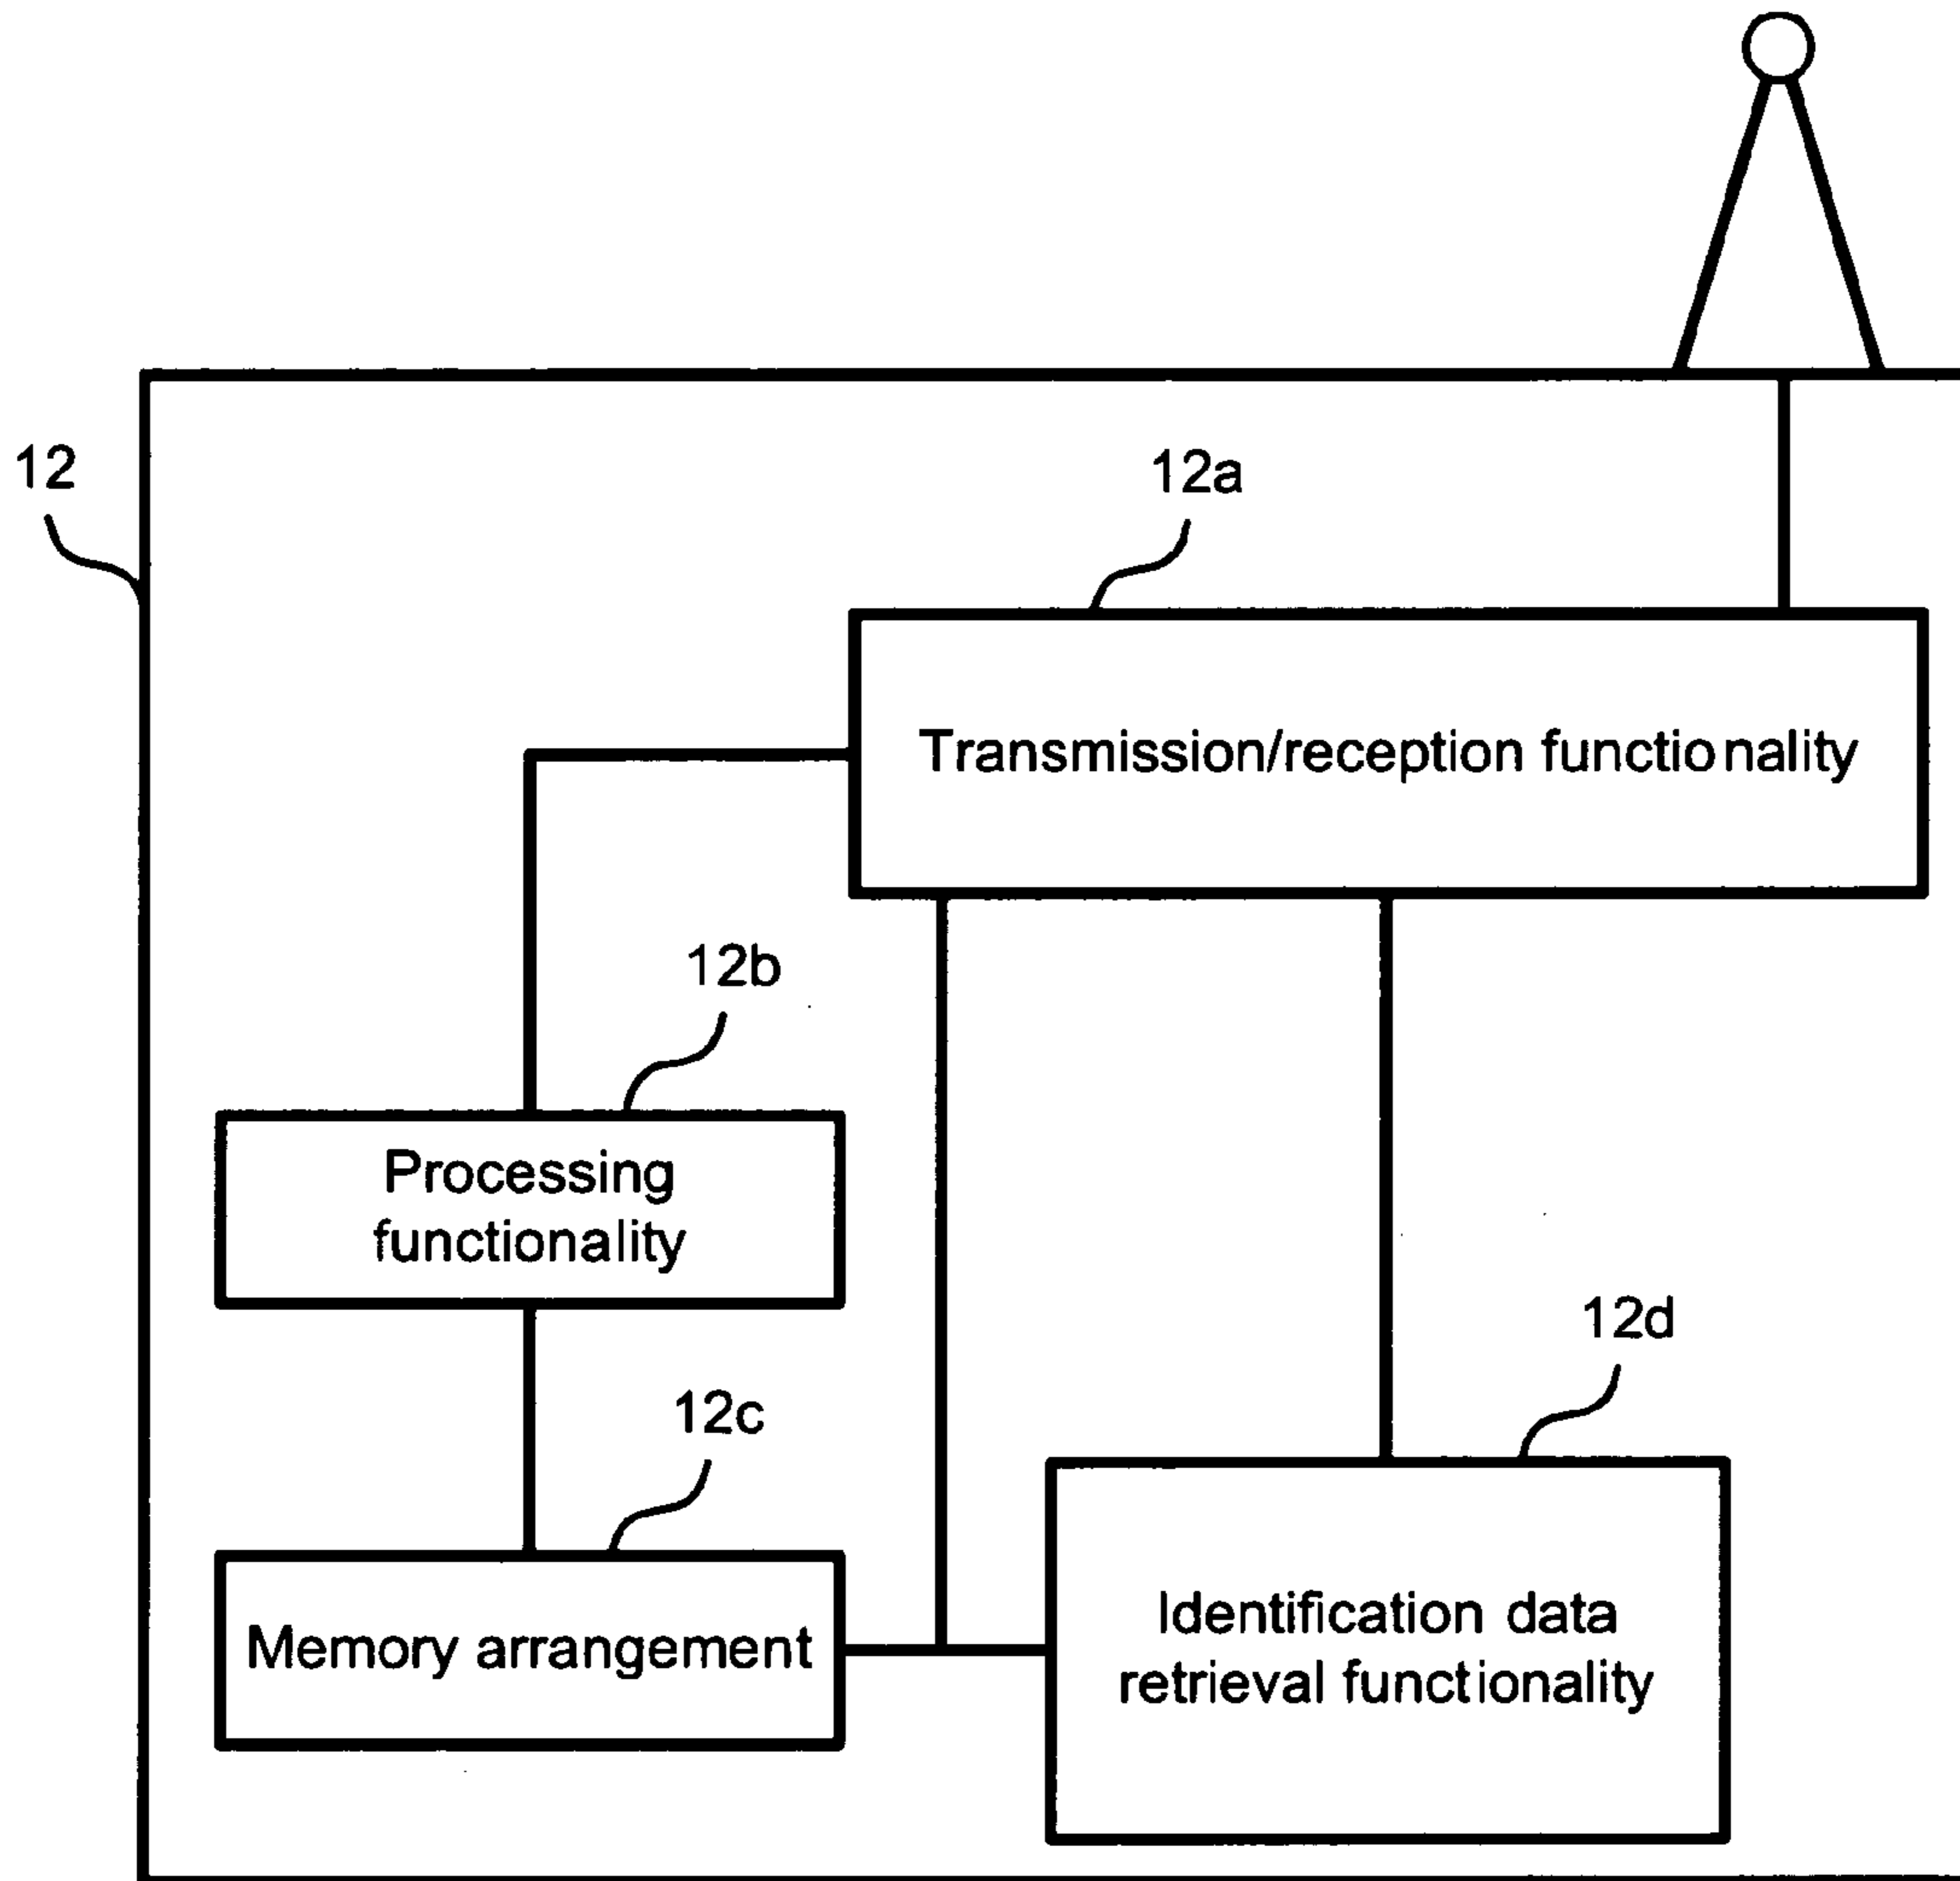 12
12a
Transmission/reception functionality
12b
Processing
functionality
12c
12d
Memory arrangement
Identification data
retrieval functionality